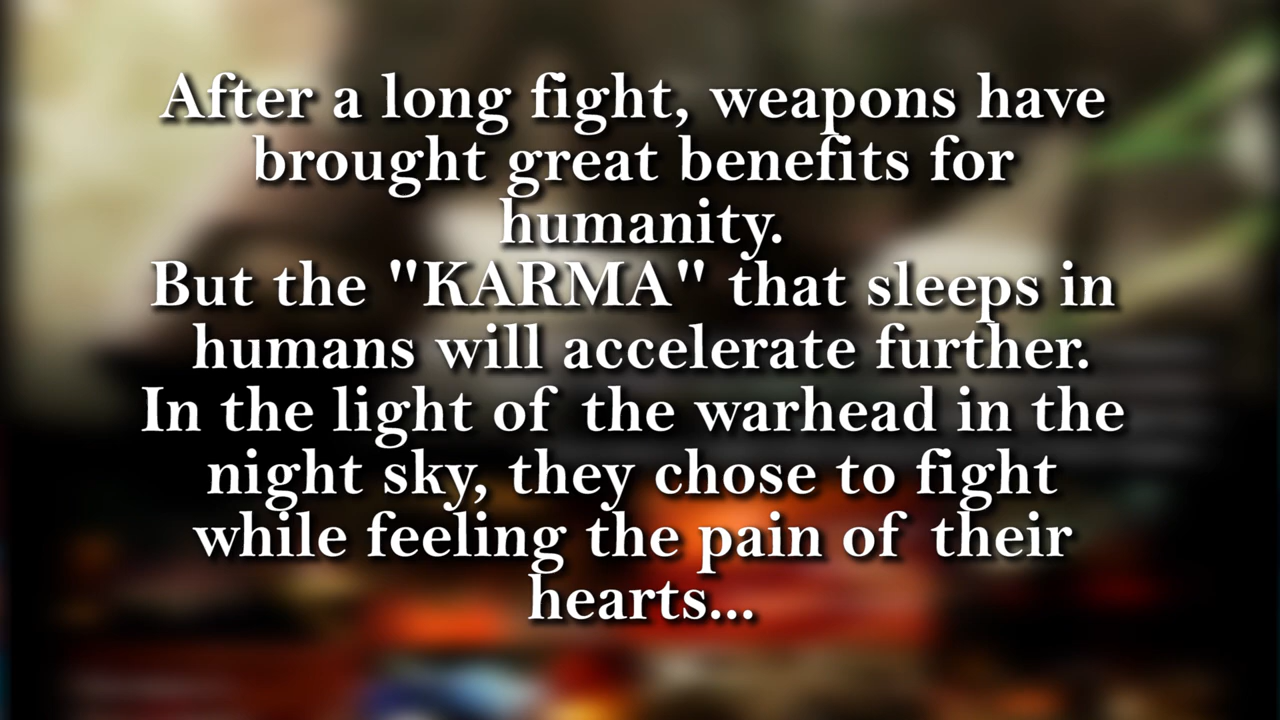 After a long fight, weapons have
brought great benefits for
humanity.
But the "KARMA" that sleeps in
humans will accelerate further.
In the light of the warhead in the
night sky, they chose to fight
while feeling the pain of their
hearts...